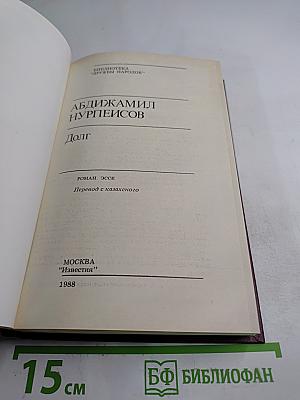 БИБЛИОТЕКА
"ДРУЖБЫ НАРОДОВ"
АБДИЖАМИЛ
НУРПЕИСОВ
Долг
РОМАН. ЭССЕ
Перевод с казахского
МОСКВА
"Известия"
1988
15 см
БФ БИБЛИОФАН